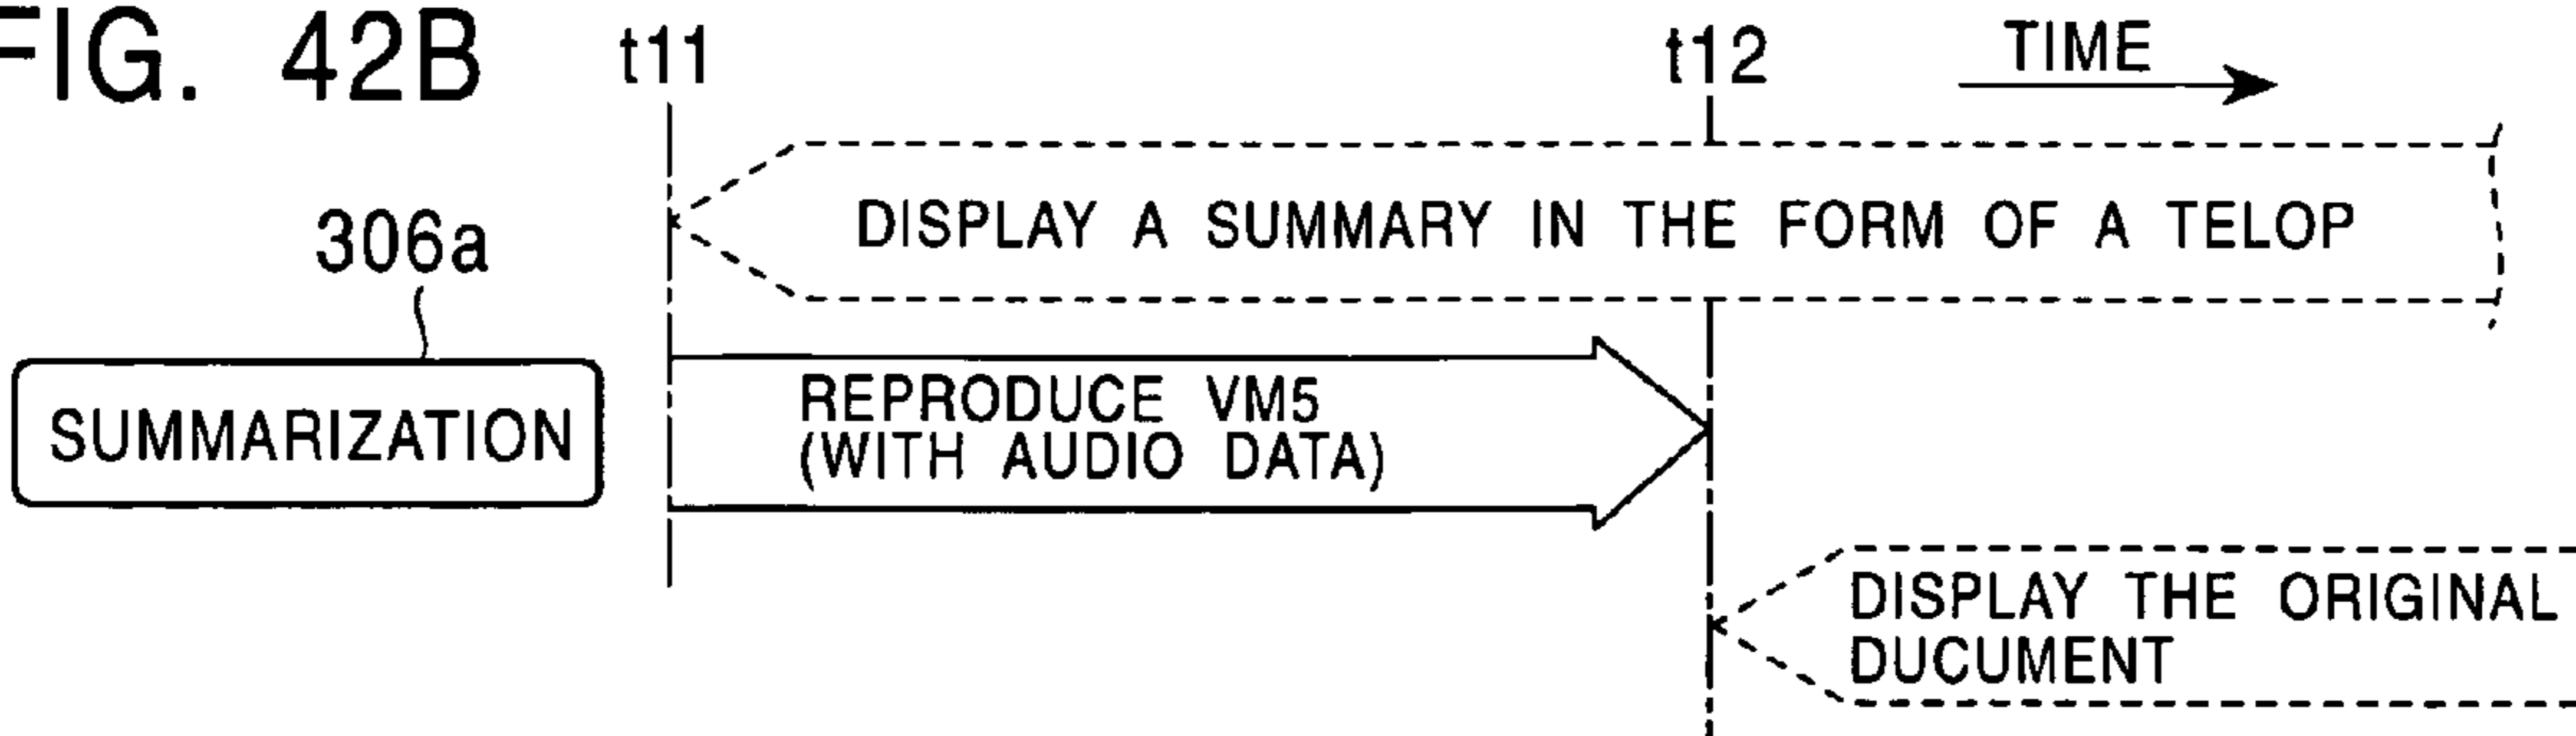 FIG. 42B
t11
t12
TIME
DISPLAY A SUMMARY IN THE FORM OF A TELOP
306a
SUMMARIZATION
REPRODUCE VM5
(WITH AUDIO DATA)
DISPLAY THE ORIGINAL
DUCUMENT